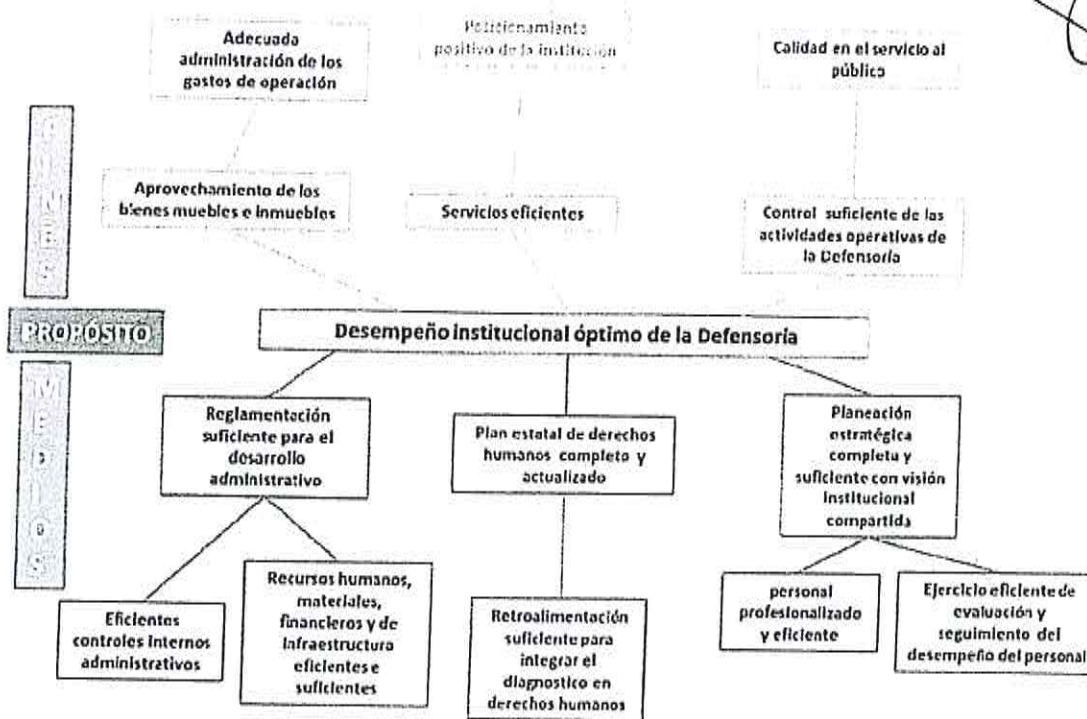 Adecuada
administración de los
gastos de operación
Posicionamiento
positivo de la institución
Calidad en el servicio al
público
FINES
Aprovechamiento de los
bienes muebles e inmuebles
Servicios eficientes
Control suficiente de las
actividades operativas de
la Defensoría
PROPÓSITO
Desempeño institucional óptimo de la Defensoría
MEDIOS
Reglamentación
suficiente para el
desarrollo
administrativo
Plan estatal de derechos
humanos completo y
actualizado
Planeación
estratégica
completa y
suficiente con visión
institucional
compartida
Eficientes
controles internos
administrativos
Recursos humanos,
materiales,
financieros y de
infraestructura
eficientes e
suficientes
Retroalimentación
suficiente para
integrar el
diagnostico en
derechos humanos
personal
profesionalizado
y eficiente
Ejercicio eficiente de
evaluación y
seguimiento del
desempeño del personal